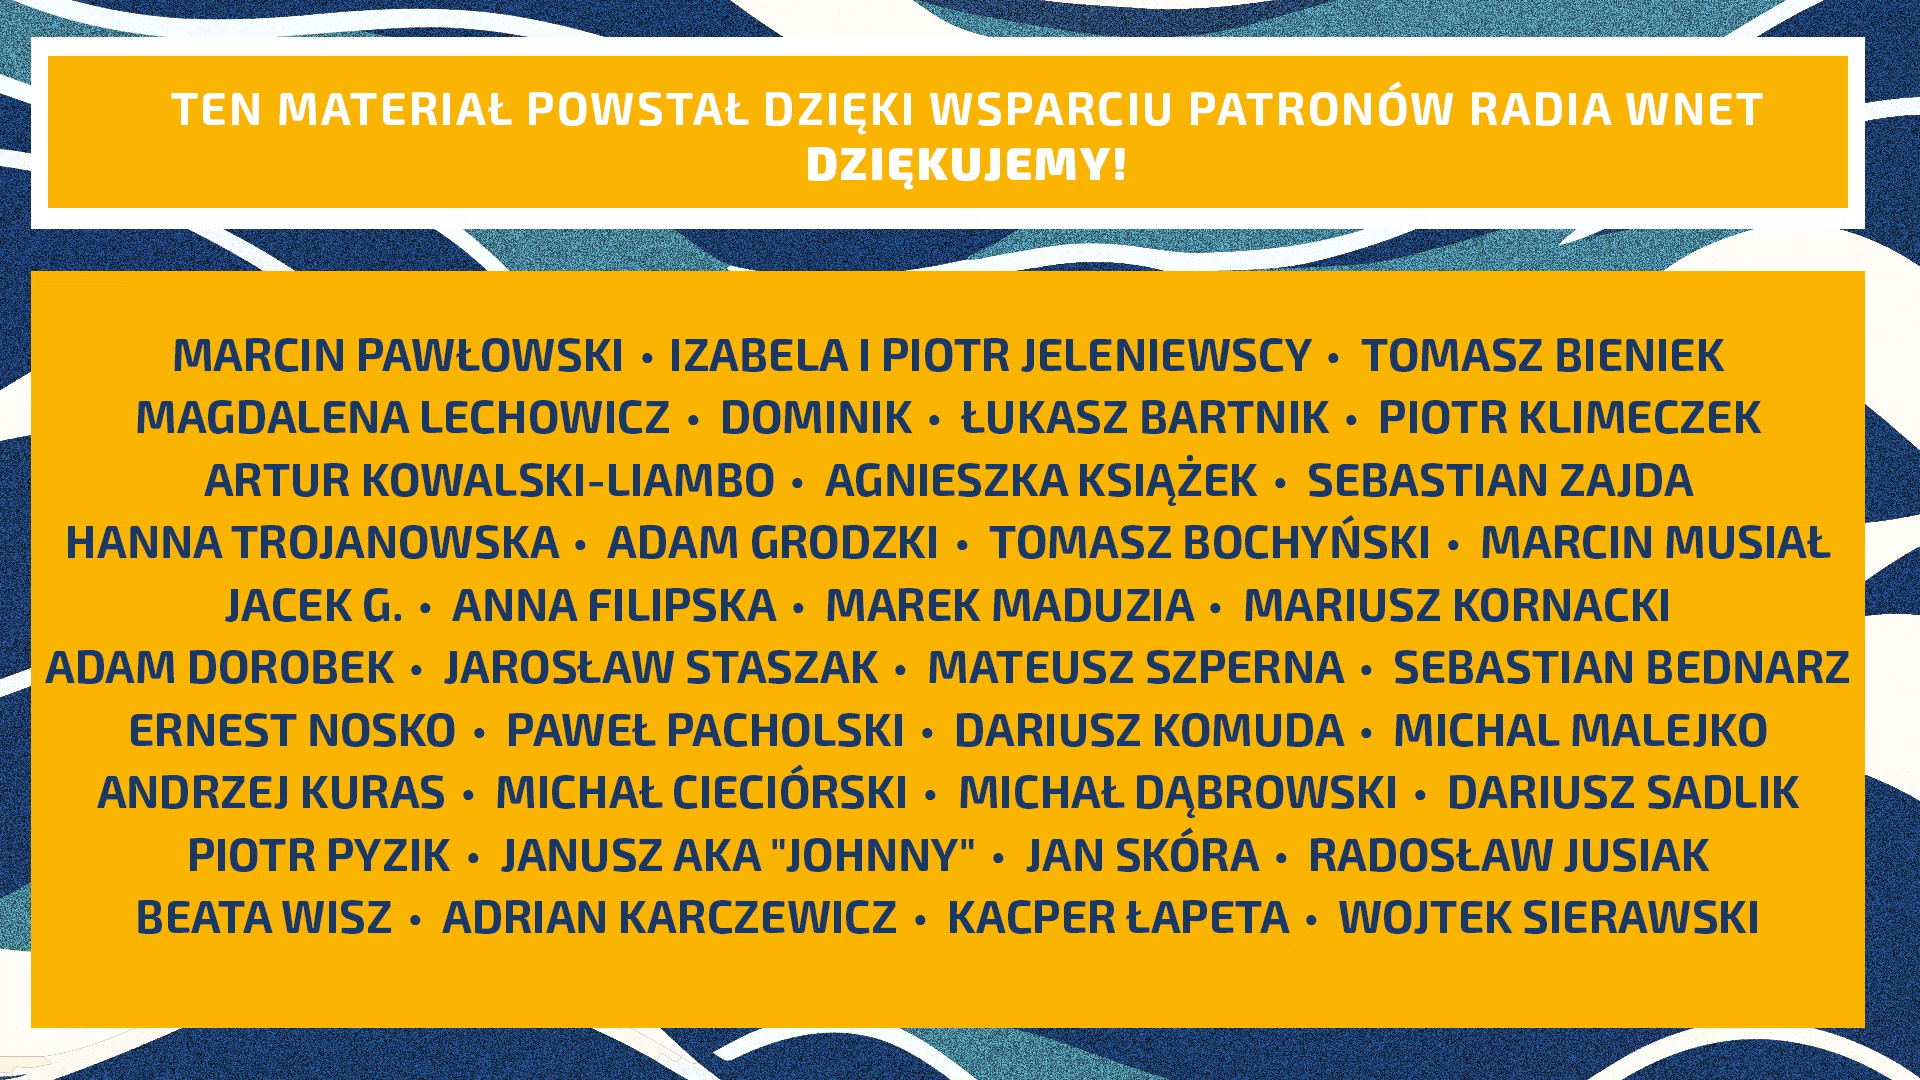 TEN MATERIAŁ POWSTAŁ DZIĘKI WSPARCIU PATRONÓW RADIA WNET
DZIĘKUJEMY!
MARCIN PAWŁOWSKI • IZABELA I PIOTR JELENIEWSCY • TOMASZ BIENIEK
MAGDALENA LECHOWICZ • DOMINIK • ŁUKASZ BARTNIK • PIOTR KLIMECZEK
ARTUR KOWALSKI-LIAMBO • AGNIESZKA KSIĄŻEK • SEBASTIAN ZAJDA
HANNA TROJANOWSKA • ADAM GRODZKI • TOMASZ BOCHYŃSKI • MARCIN MUSIAŁ
JACEK G. • ANNA FILIPSKA • MAREK MADUZIA • MARIUSZ KORNACKI
ADAM DOROBEK • JAROSŁAW STASZAK • MATEUSZ SZPERNA • SEBASTIAN BEDNARZ
ERNEST NOSKO • PAWEŁ PACHOLSKI • DARIUSZ KOMUDA • MICHAL MALEJKO
ANDRZEJ KURAS • MICHAŁ CIECIÓRSKI • MICHAŁ DĄBROWSKI • DARIUSZ SADLIK
PIOTR PYZIK • JANUSZ AKA "JOHNNY" • JAN SKÓRA • RADOSŁAW JUSIAK
BEATA WISZ • ADRIAN KARCZEWICZ • KACPER ŁAPETA • WOJTEK SIERAWSKI